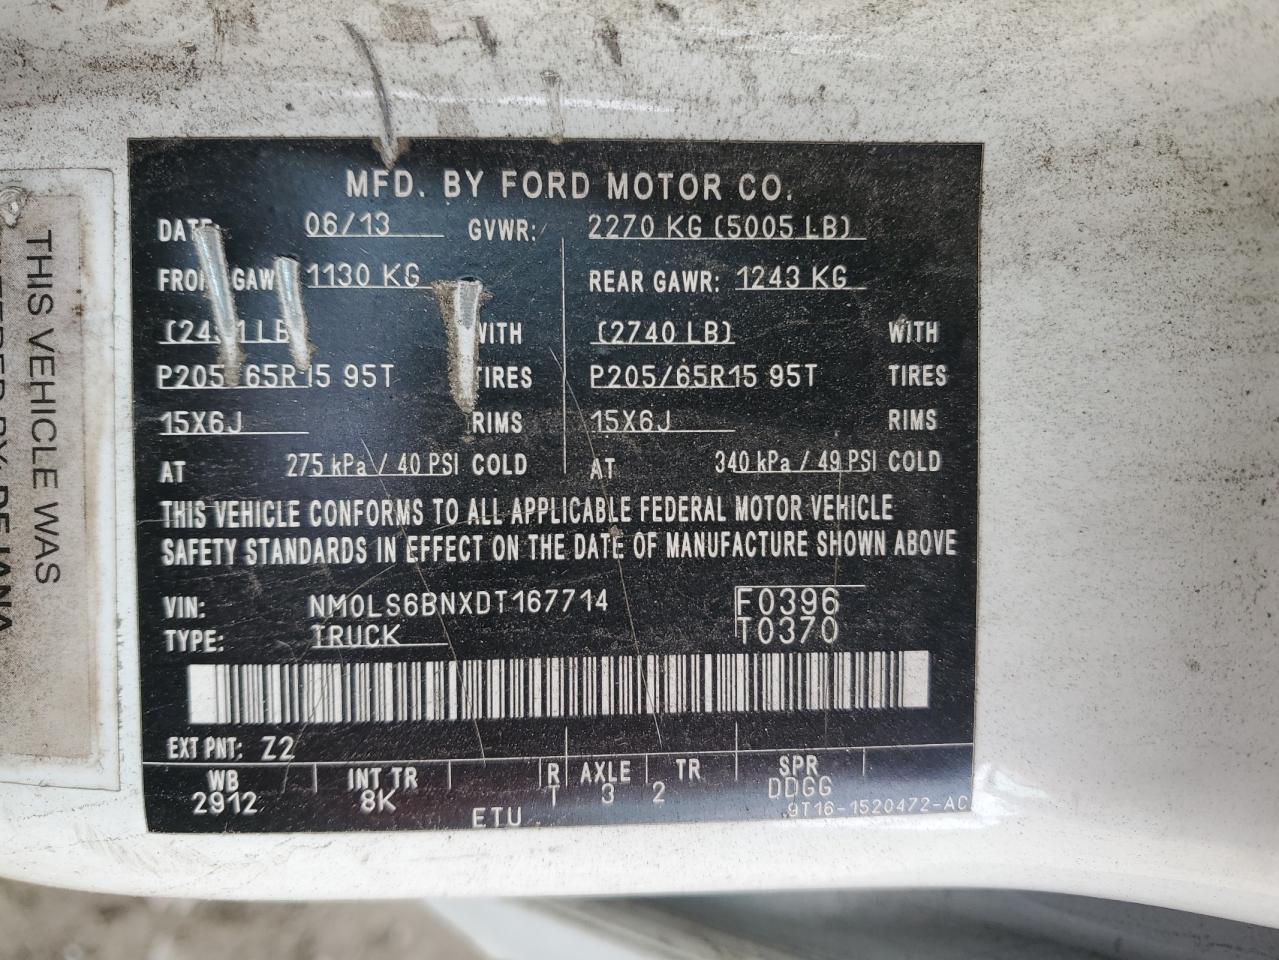 MFD. BY FORD MOTOR CO.
DATE 06/13 GVWR: 2270 KG (5005 LB)
FRONT GAWR 1130 KG REAR GAWR: 1243 KG
LB WITH (2740 LB) WITH
P205/65R15 95T TIRES P205/65R15 95T TIRES
15X6J RIMS 15X6J RIMS
AT 275 kPa / 40 PSI COLD AT 340 kPa / 49 PSI COLD
THIS VEHICLE CONFORMS TO ALL APPLICABLE FEDERAL MOTOR VEHICLE
SAFETY STANDARDS IN EFFECT ON THE DATE OF MANUFACTURE SHOWN ABOVE
VIN: NM0LS6BNXDT167714 F0396
TYPE: TRUCK T0370
EXT PNT: Z2
WB INT TR R AXLE TR SPR
2912 8K T 3 2 DDGG
ETU 9T16-1520472-AC
THIS VEHICLE WAS